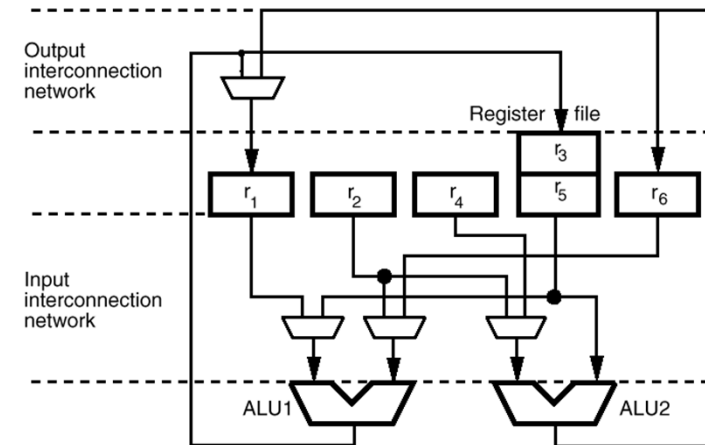 Output
interconnection
network
Register file
r3
r1
r2
r4
r5
r6
Input
interconnection
network
ALU1
ALU2